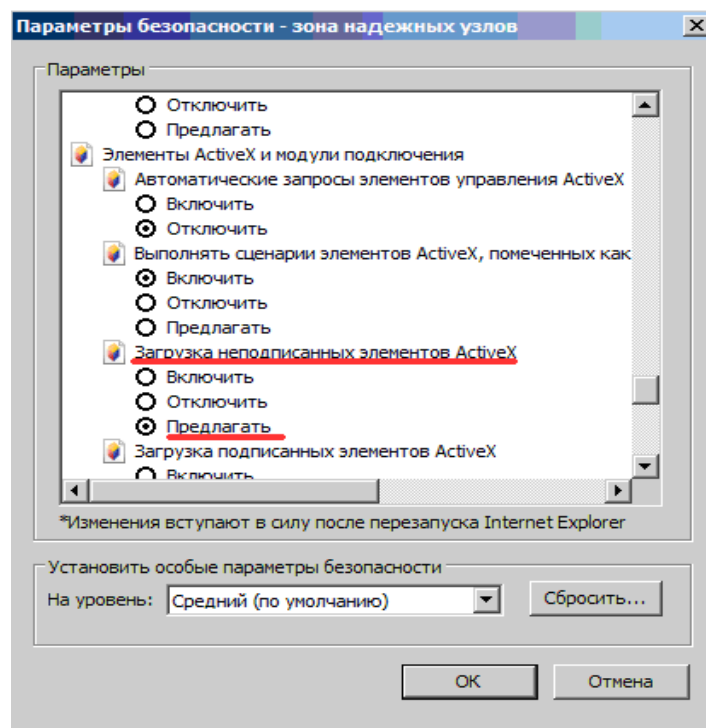 Параметры безопасности - зона надежных узлов
Параметры
Отключить
Предлагать
Элементы ActiveX и модули подключения
Автоматические запросы элементов управления ActiveX
Включить
Отключить
Выполнять сценарии элементов ActiveX, помеченных как
Включить
Отключить
Предлагать
Загрузка неподписанных элементов ActiveX
Включить
Отключить
Предлагать
Загрузка подписанных элементов ActiveX
Включить
*Изменения вступают в силу после перезапуска Internet Explorer
Установить особые параметры безопасности
На уровень: Средний (по умолчанию) Сбросить...
ОК Отмена